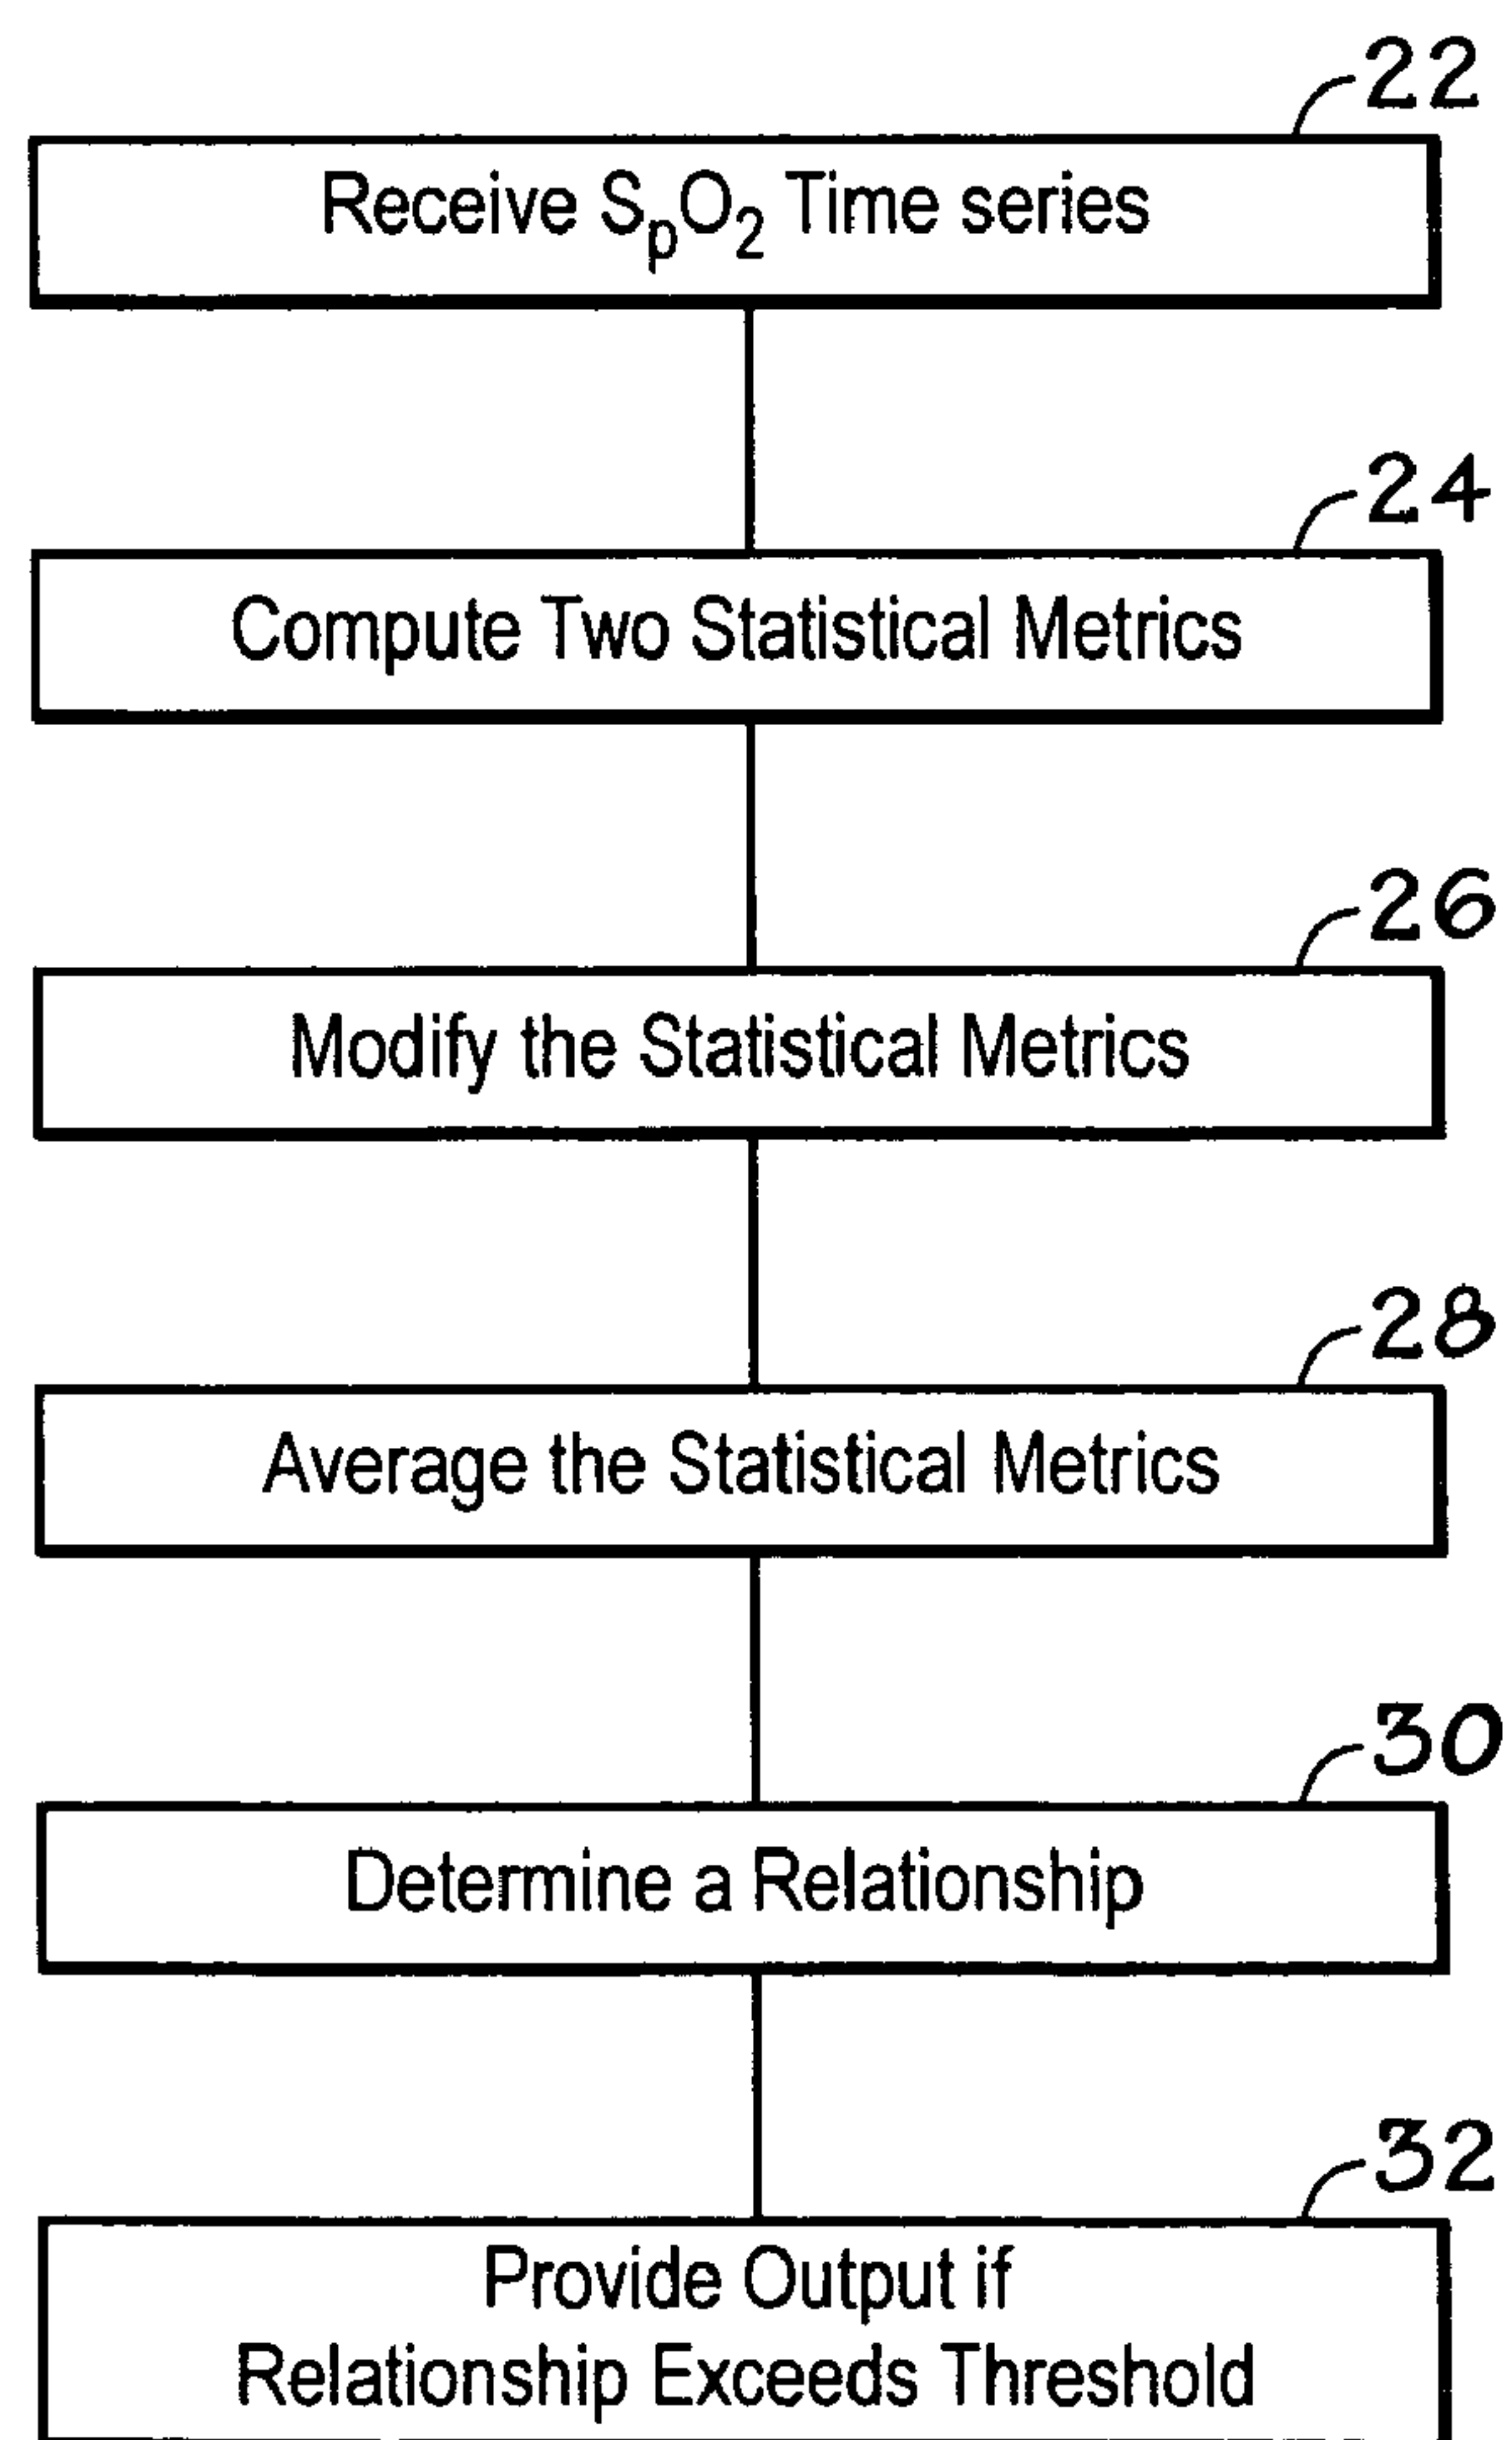 22
Receive SpO2 Time series
24
Compute Two Statistical Metrics
26
Modify the Statistical Metrics
28
Average the Statistical Metrics
30
Determine a Relationship
32
Provide Output if
Relationship Exceeds Threshold